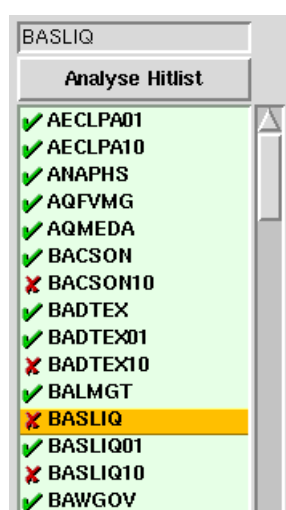 BASLIQ
Analyse Hitlist
AECLPA01
AECLPA10
ANAPHS
AQFVMG
AQMEDA
BACSON
BACSON10
BADTEX
BADTEX01
BADTEX10
BALMGT
BASLIQ
BASLIQ01
BASLIQ10
BAWGOV